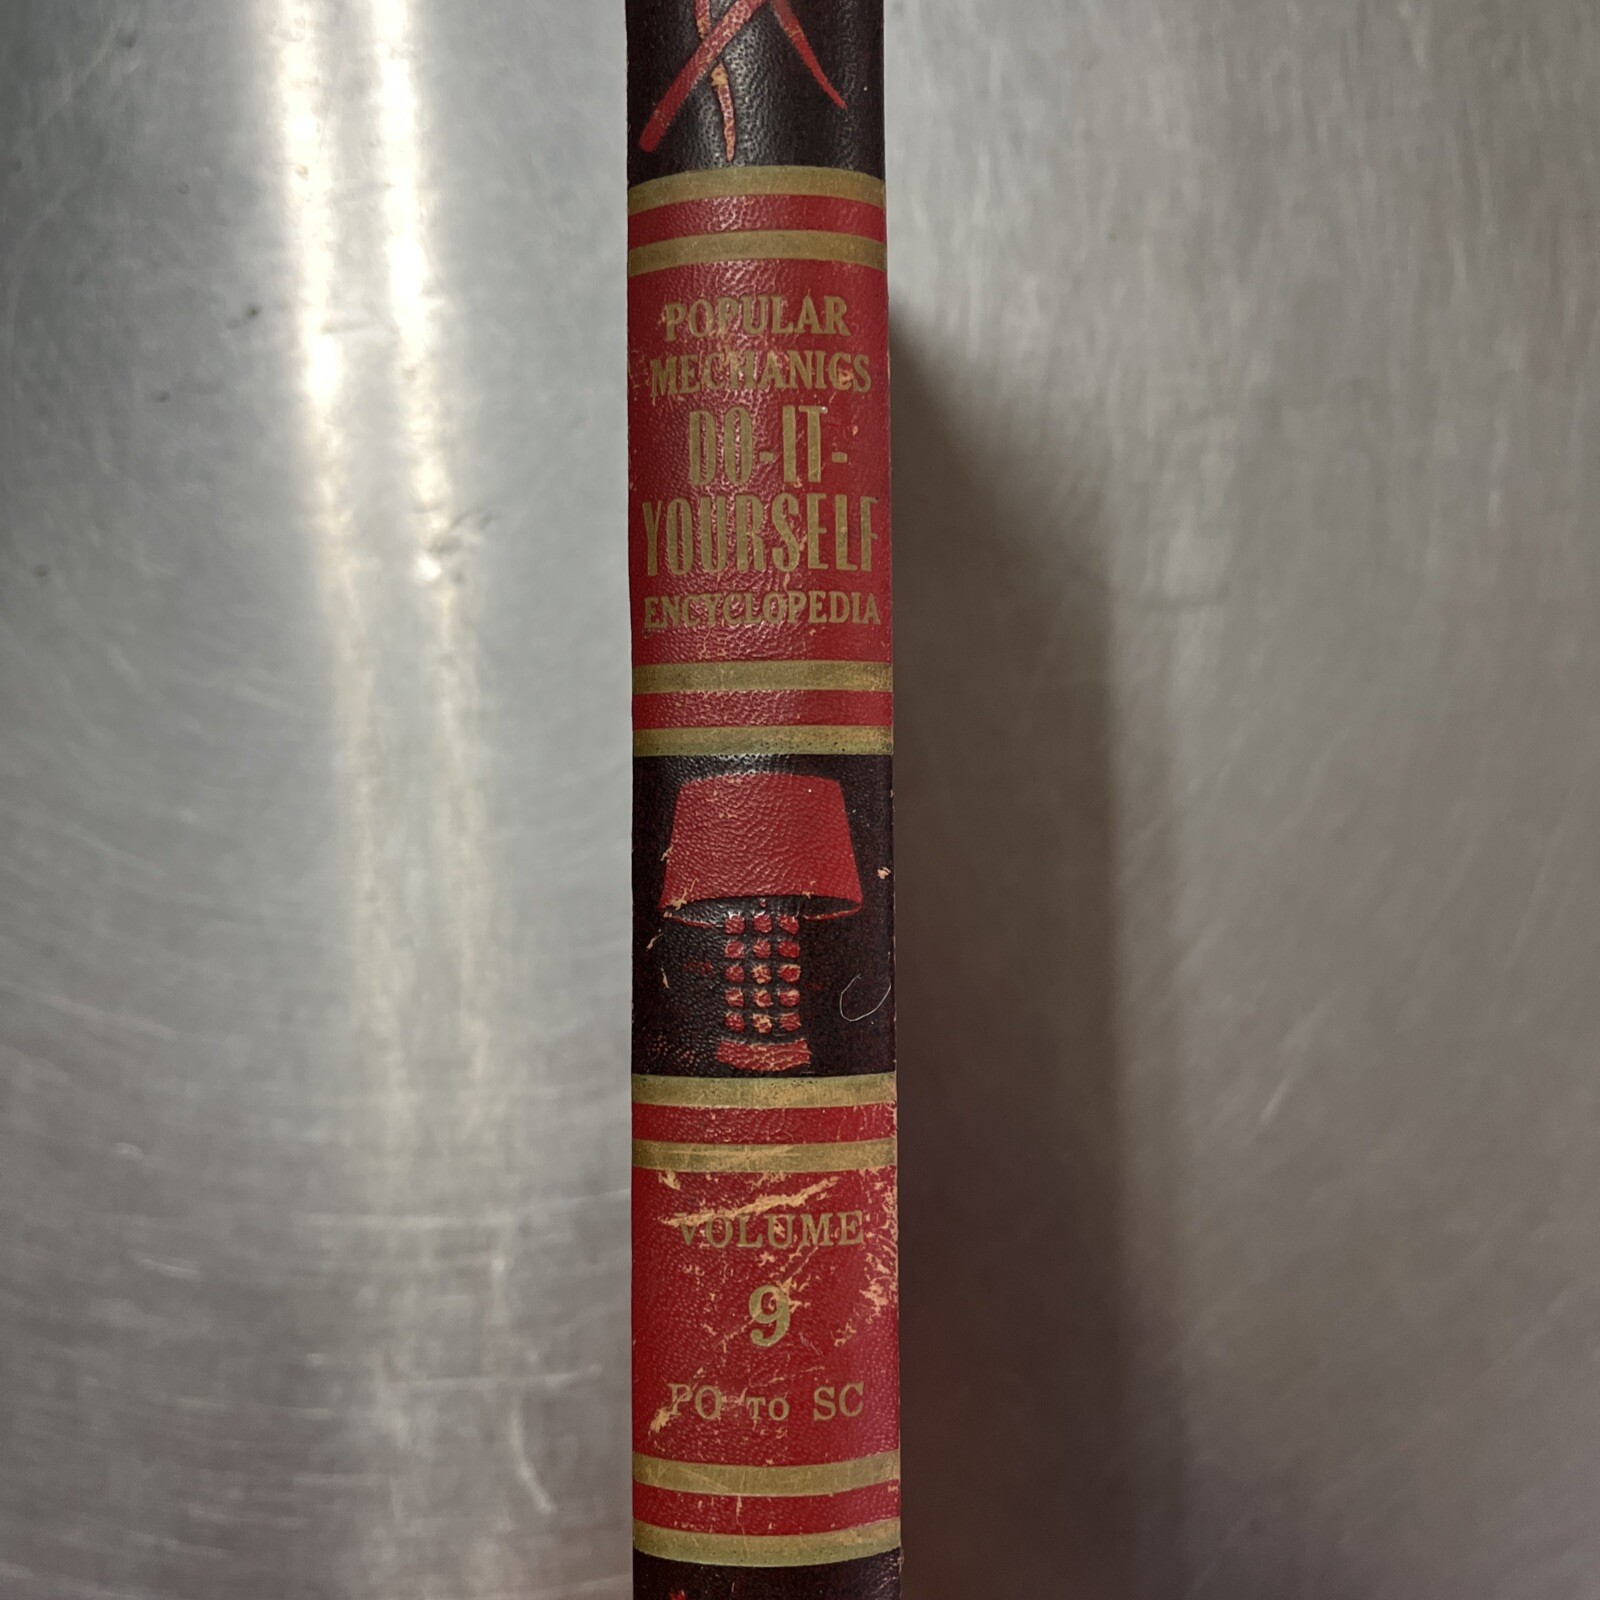 POPULAR
MECHANICS
DO-IT-
YOURSELF
ENCYCLOPEDIA
VOLUME
9
PO TO SC